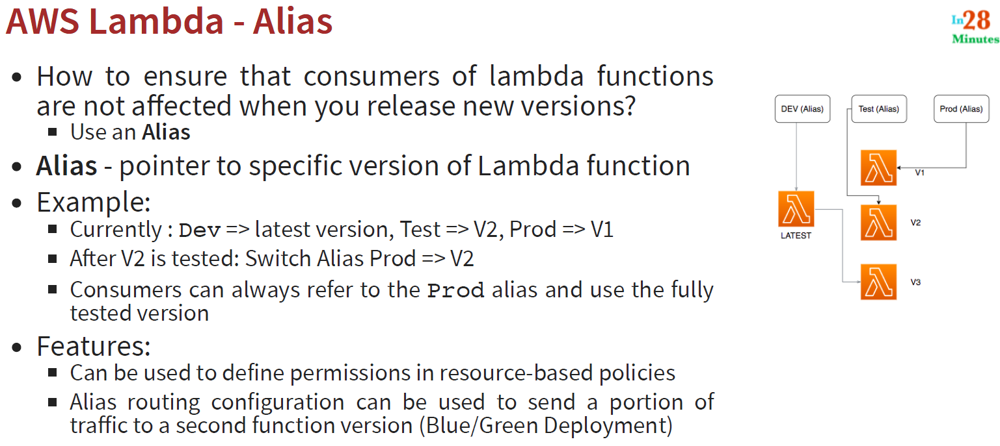 AWS Lambda - Alias
In28
Minutes
• How to ensure that consumers of lambda functions
are not affected when you release new versions?
▪ Use an Alias
• Alias - pointer to specific version of Lambda function
• Example:
▪ Currently : Dev => latest version, Test => V2, Prod => V1
▪ After V2 is tested: Switch Alias Prod => V2
▪ Consumers can always refer to the Prod alias and use the fully
tested version
• Features:
▪ Can be used to define permissions in resource-based policies
▪ Alias routing configuration can be used to send a portion of
traffic to a second function version (Blue/Green Deployment)
DEV (Alias)
Test (Alias)
Prod (Alias)
V1
LATEST
V2
V3